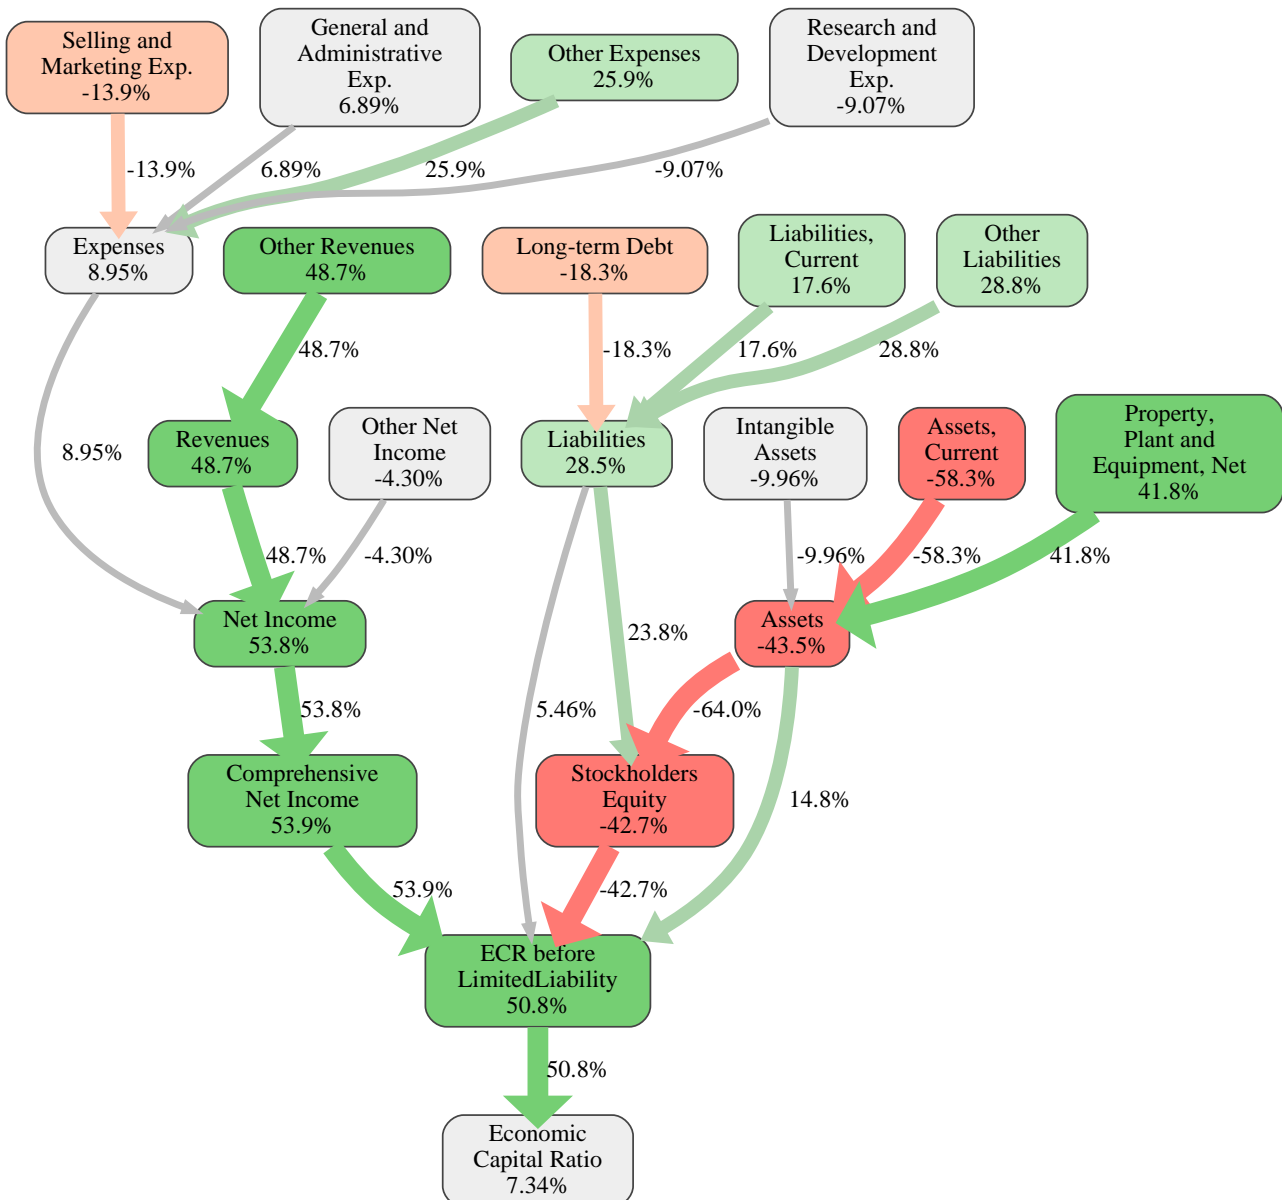 Selling and
Marketing Exp.
-13.9%
General and
Administrative
Exp.
6.89%
Other Expenses
25.9%
Research and
Development
Exp.
-9.07%
-13.9%
6.89%
25.9%
-9.07%
Expenses
8.95%
Other Revenues
48.7%
Long-term Debt
-18.3%
Liabilities,
Current
17.6%
Other
Liabilities
28.8%
48.7%
-18.3%
17.6%
28.8%
8.95%
Revenues
48.7%
Other Net
Income
-4.30%
Liabilities
28.5%
Intangible
Assets
-9.96%
Assets,
Current
-58.3%
Property,
Plant and
Equipment, Net
41.8%
48.7%
-4.30%
-9.96%
-58.3%
41.8%
Net Income
53.8%
23.8%
Assets
-43.5%
53.8%
5.46%
-64.0%
Comprehensive
Net Income
53.9%
Stockholders
Equity
-42.7%
14.8%
53.9%
-42.7%
ECR before
LimitedLiability
50.8%
50.8%
Economic
Capital Ratio
7.34%